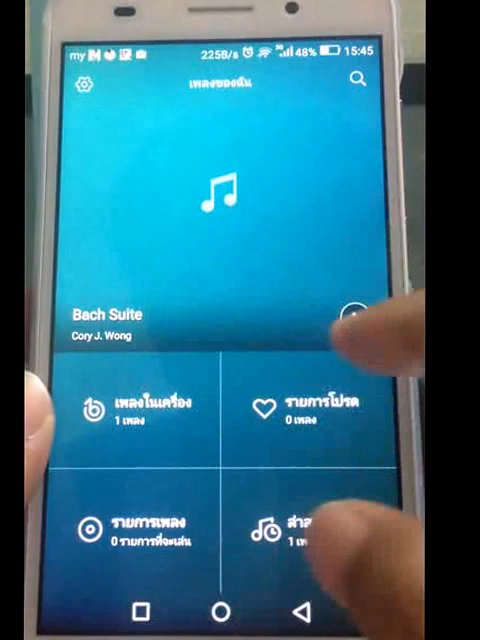 my 225B/s 48% 15:45
เพลงของฉัน
Bach Suite
Cory J. Wong
เพลงในเครื่อง
1 เพลง
รายการโปรด
0 เพลง
รายการเพลง
0 รายการที่จะเล่น